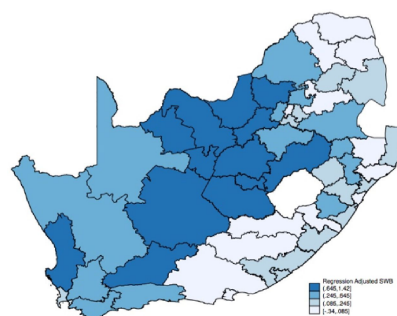 Regression Adjusted SWB
(.645,1.42]
(.245,.645]
(.085,.245]
[-.34,.085]